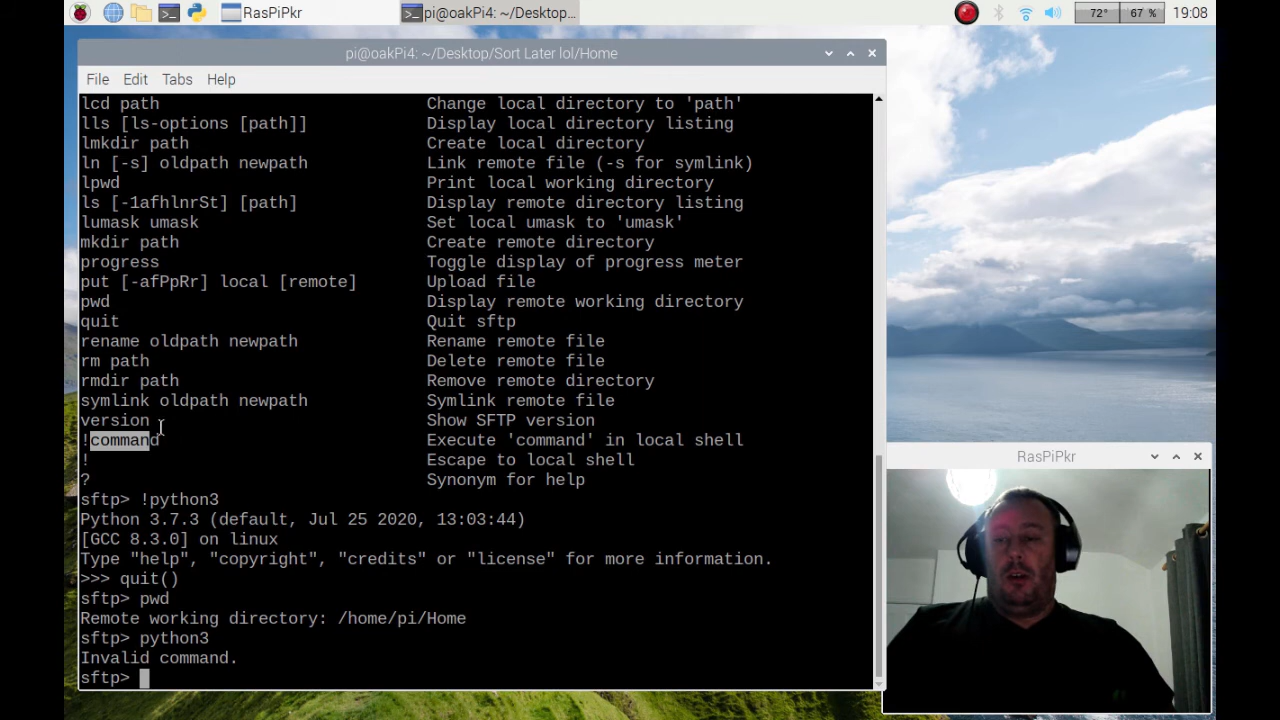 RasPiPkr
pi@oakPi4: ~/Desktop...
72°
67 %
19:08
pi@oakPi4: ~/Desktop/Sort Later lol/Home
File Edit Tabs Help
lcd path Change local directory to 'path'
lls [ls-options [path]] Display local directory listing
lmkdir path Create local directory
ln [-s] oldpath newpath Link remote file (-s for symlink)
lpwd Print local working directory
ls [-1afhlnrSt] [path] Display remote directory listing
lumask umask Set local umask to 'umask'
mkdir path Create remote directory
progress Toggle display of progress meter
put [-afPpRr] local [remote] Upload file
pwd Display remote working directory
quit Quit sftp
rename oldpath newpath Rename remote file
rm path Delete remote file
rmdir path Remove remote directory
symlink oldpath newpath Symlink remote file
version Show SFTP version
!command Execute 'command' in local shell
! Escape to local shell
? Synonym for help
sftp> !python3
Python 3.7.3 (default, Jul 25 2020, 13:03:44)
[GCC 8.3.0] on linux
Type "help", "copyright", "credits" or "license" for more information.
>>> quit()
sftp> pwd
Remote working directory: /home/pi/Home
sftp> python3
Invalid command.
sftp>
RasPiPkr